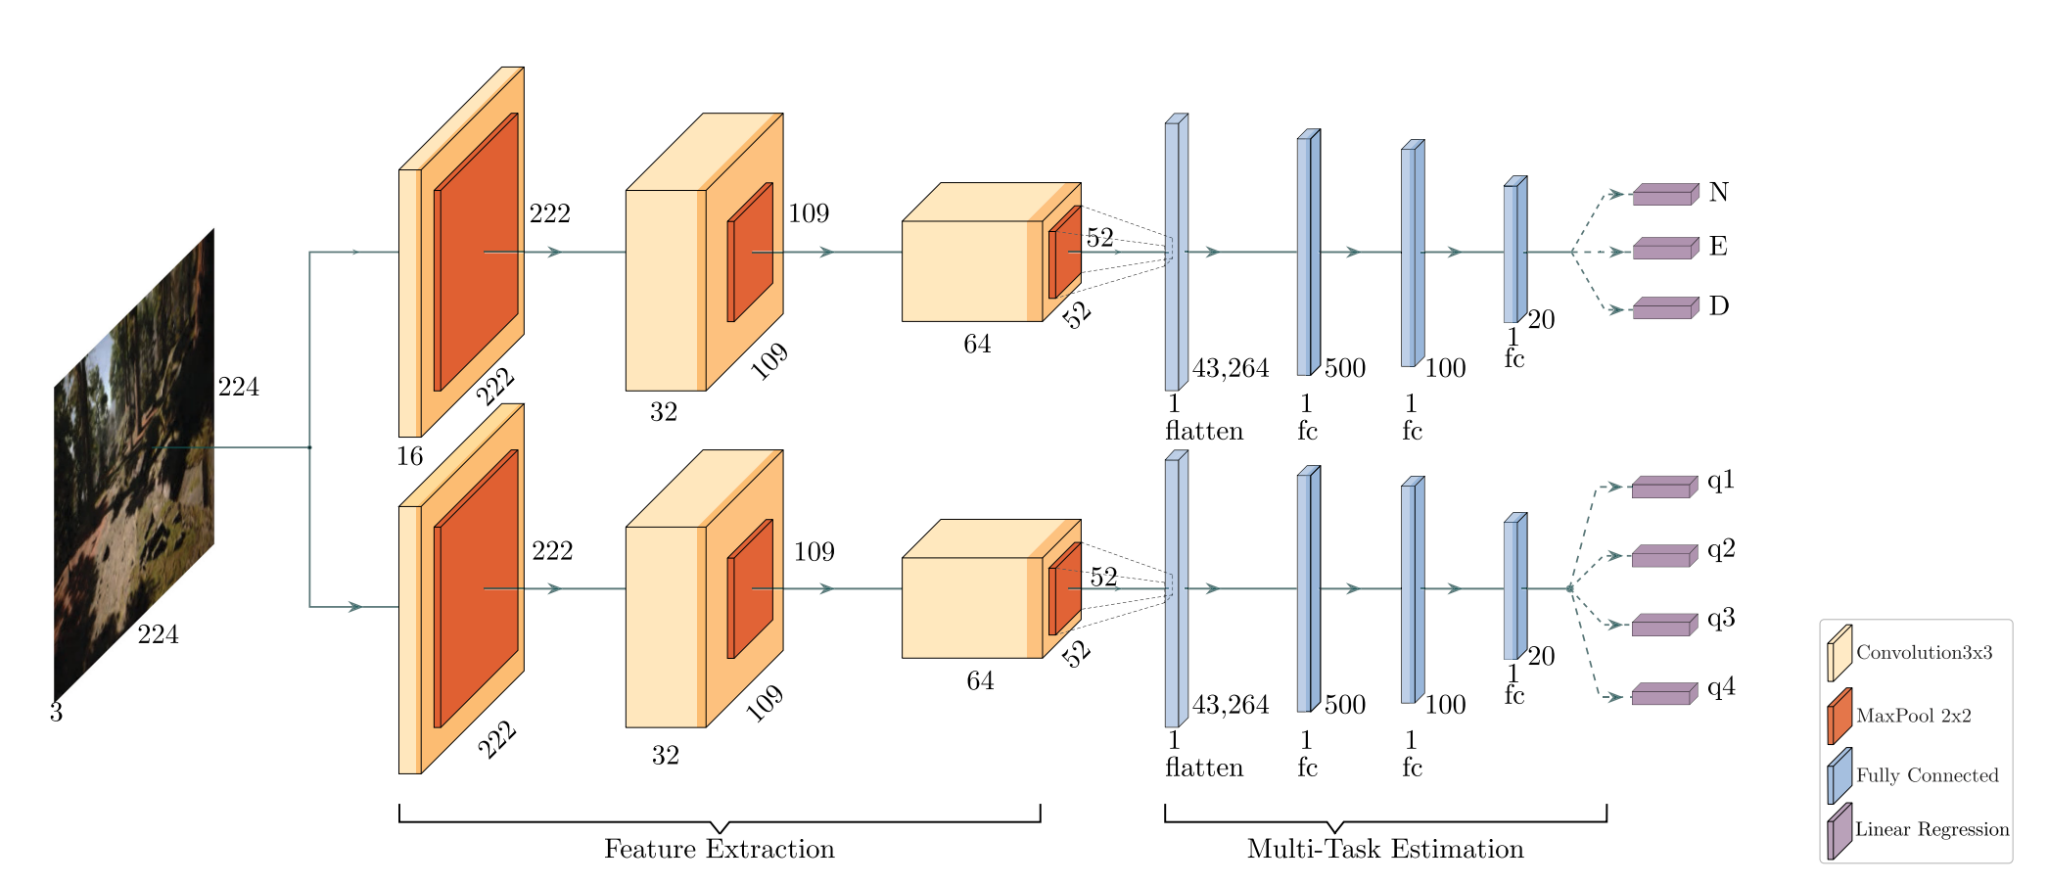 224
224
3
222
222
16
109
109
32
52
52
64
43,264
1
flatten
500
1
fc
100
1
fc
20
1
fc
N
E
D
222
222
109
109
32
52
52
64
43,264
1
flatten
500
1
fc
100
1
fc
20
1
fc
q1
q2
q3
q4
Feature Extraction
Multi-Task Estimation
Convolution3x3
MaxPool 2x2
Fully Connected
Linear Regression